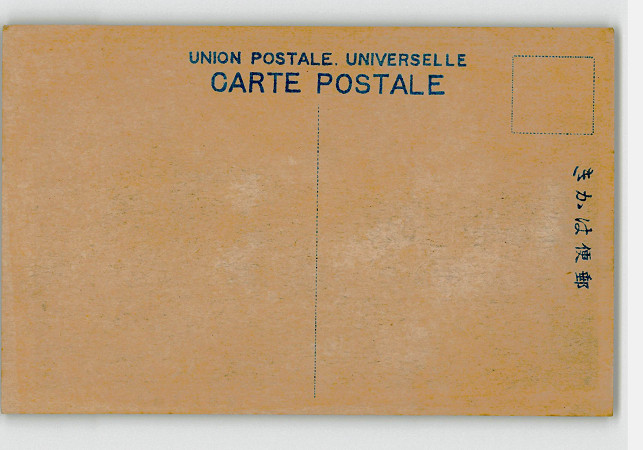 UNION POSTALE. UNIVERSELLE
CARTE POSTALE
郵便はかき